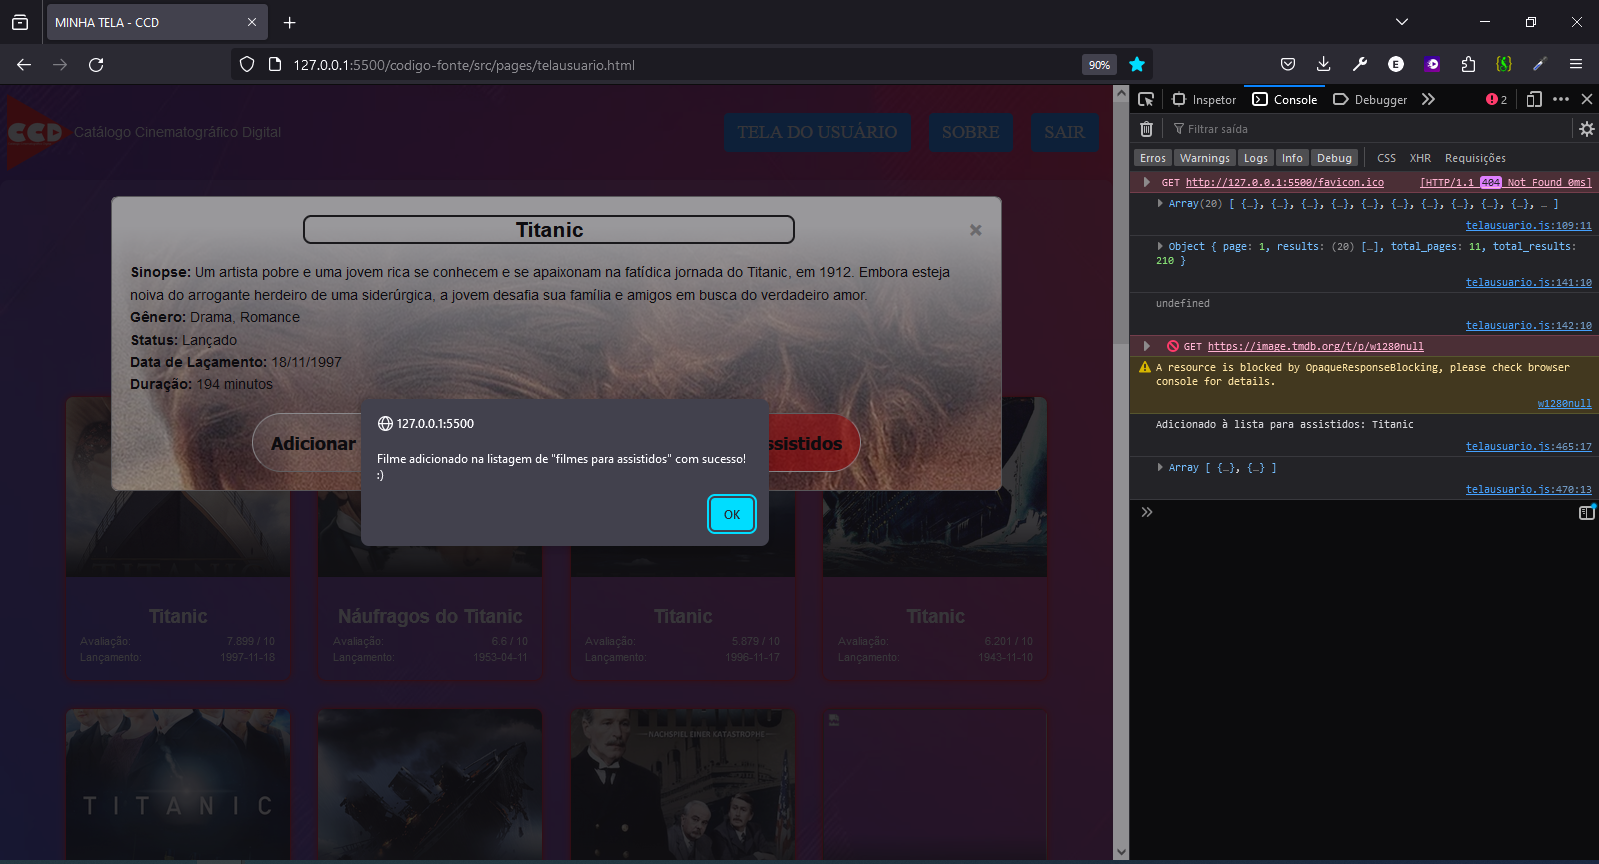 MINHA TELA - CCD
127.0.0.1:5500/codigo-fonte/src/pages/telausuario.html
90%
CCD
Catálogo Cinematográfico Digital
TELA DO USUÁRIO
SOBRE
SAIR
Titanic
×
Sinopse: Um artista pobre e uma jovem rica se conhecem e se apaixonam na fatídica jornada do Titanic, em 1912. Embora esteja
noiva do arrogante herdeiro de uma siderúrgica, a jovem desafia sua família e amigos em busca do verdadeiro amor.
Gênero: Drama, Romance
Status: Lançado
Data de Laçamento: 18/11/1997
Duração: 194 minutos
Adicionar
ssistidos
127.0.0.1:5500
Filme adicionado na listagem de "filmes para assistidos" com sucesso!
:)
OK
Titanic
Avaliação: 7.899 / 10
Lançamento: 1997-11-18
Náufragos do Titanic
Avaliação: 6.6 / 10
Lançamento: 1953-04-11
Titanic
Avaliação: 5.879 / 10
Lançamento: 1996-11-17
Titanic
Avaliação: 6.201 / 10
Lançamento: 1943-11-10
TITANIC
NACHSPIEL EINER KATASTROPHE
Inspetor
Console
Debugger
2
Filtrar saída
Erros
Warnings
Logs
Info
Debug
CSS
XHR
Requisições
GET http://127.0.0.1:5500/favicon.ico [HTTP/1.1 404 Not Found 0ms]
Array(20) [ {…}, {…}, {…}, {…}, {…}, {…}, {…}, {…}, {…}, {…}, … ]
telausuario.js:109:11
Object { page: 1, results: (20) […], total_pages: 11, total_results:
210 }
telausuario.js:141:10
undefined
telausuario.js:142:10
GET https://image.tmdb.org/t/p/w1280null
A resource is blocked by OpaqueResponseBlocking, please check browser
console for details.
w1280null
Adicionado à lista para assistidos: Titanic
telausuario.js:465:17
Array [ {…}, {…} ]
telausuario.js:470:13